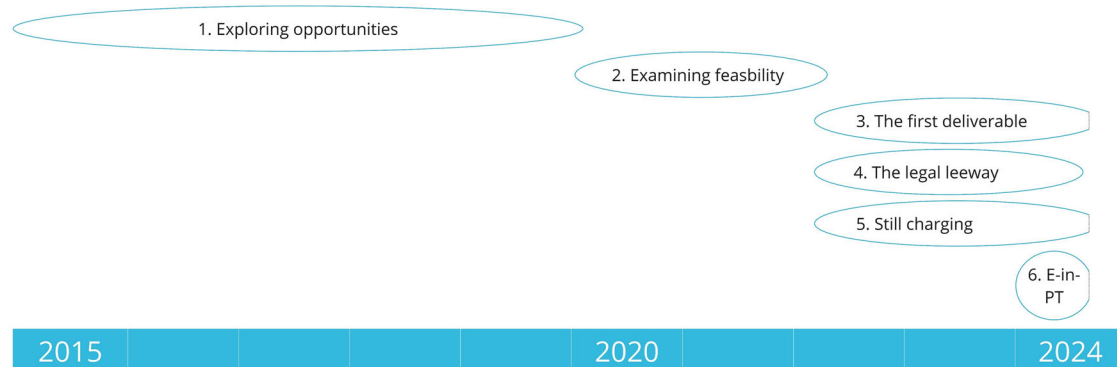 1. Exploring opportunities
2. Examining feasbility
3. The first deliverable
4. The legal leeway
5. Still charging
6. E-in-
PT
2015 2020 2024